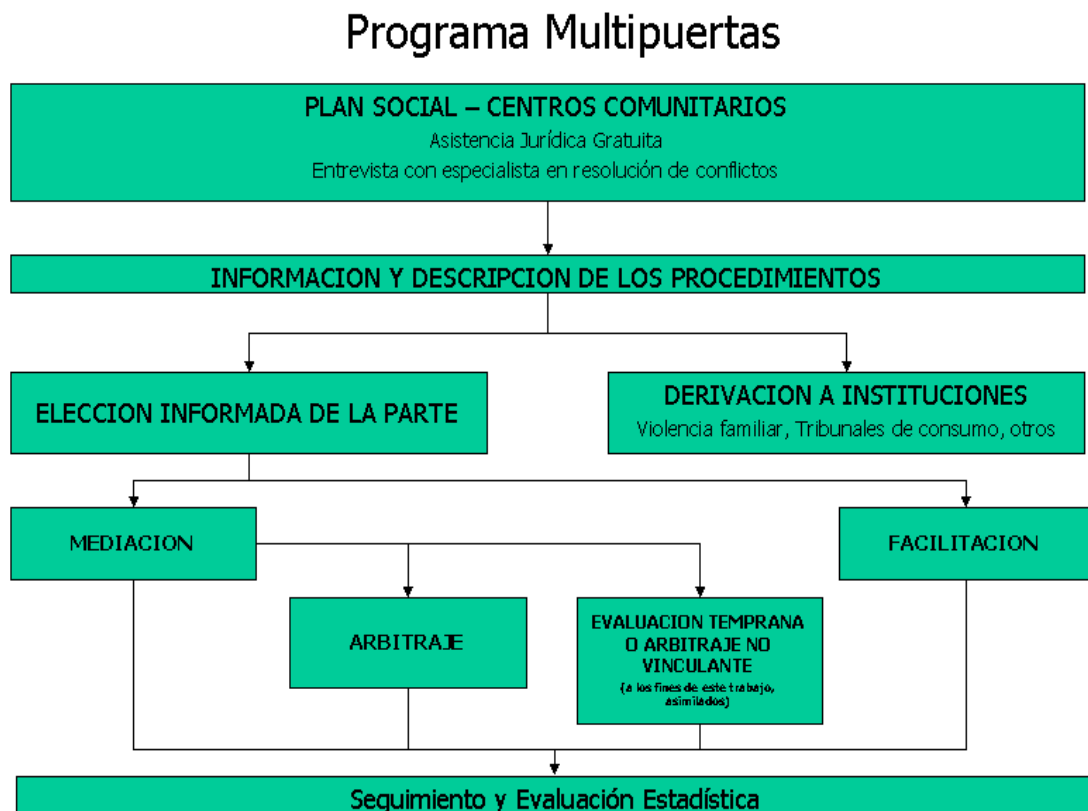 Programa Multipuertas
PLAN SOCIAL – CENTROS COMUNITARIOS
Asistencia Jurídica Gratuita
Entrevista con especialista en resolución de conflictos
INFORMACION Y DESCRIPCION DE LOS PROCEDIMIENTOS
ELECCION INFORMADA DE LA PARTE
DERIVACION A INSTITUCIONES
Violencia familiar, Tribunales de consumo, otros
MEDIACION
FACILITACION
ARBITRAJE
EVALUACION TEMPRANA
O ARBITRAJE NO
VINCULANTE
(a los fines de este trabajo,
asimilados)
Seguimiento y Evaluación Estadística